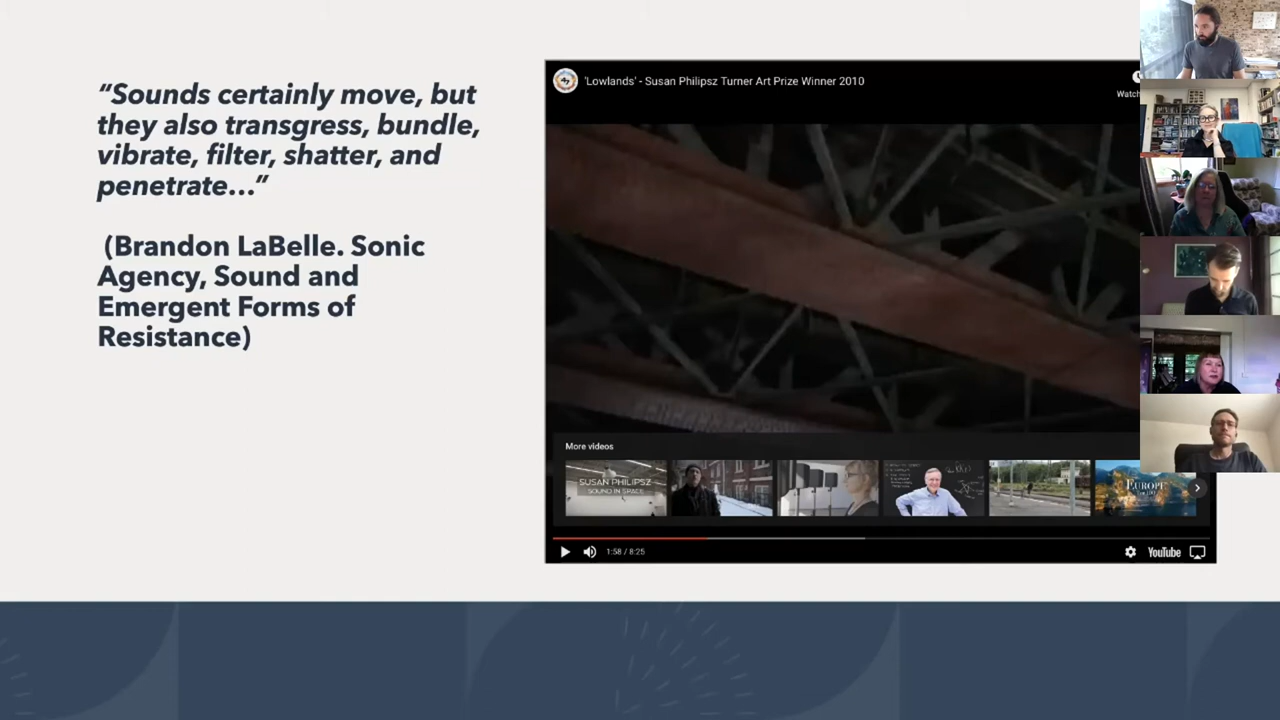 “Sounds certainly move, but
they also transgress, bundle,
vibrate, filter, shatter, and
penetrate…”
(Brandon LaBelle. Sonic
Agency, Sound and
Emergent Forms of
Resistance)
'Lowlands' - Susan Philipsz Turner Art Prize Winner 2010
Watch
More videos
SUSAN PHILIPSZ
SOUND IN SPACE
EUROPE
1:58 / 8:25
YouTube